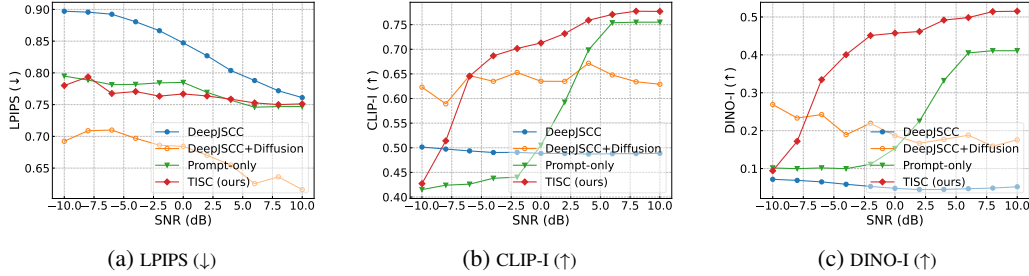 0.90
0.85
0.80
0.75
0.70
0.65
LPIPS (↓)
DeepJSCC
DeepJSCC+Diffusion
Prompt-only
TISC (ours)
−10.0 −7.5 −5.0 −2.5 0.0 2.5 5.0 7.5 10.0
SNR (dB)
(a) LPIPS (↓)
0.75
0.70
0.65
0.60
0.55
0.50
0.45
0.40
CLIP-I (↑)
DeepJSCC
DeepJSCC+Diffusion
Prompt-only
TISC (ours)
−10.0 −7.5 −5.0 −2.5 0.0 2.5 5.0 7.5 10.0
SNR (dB)
(b) CLIP-I (↑)
0.5
0.4
0.3
0.2
0.1
DINO-I (↑)
DeepJSCC
DeepJSCC+Diffusion
Prompt-only
TISC (ours)
−10.0 −7.5 −5.0 −2.5 0.0 2.5 5.0 7.5 10.0
SNR (dB)
(c) DINO-I (↑)